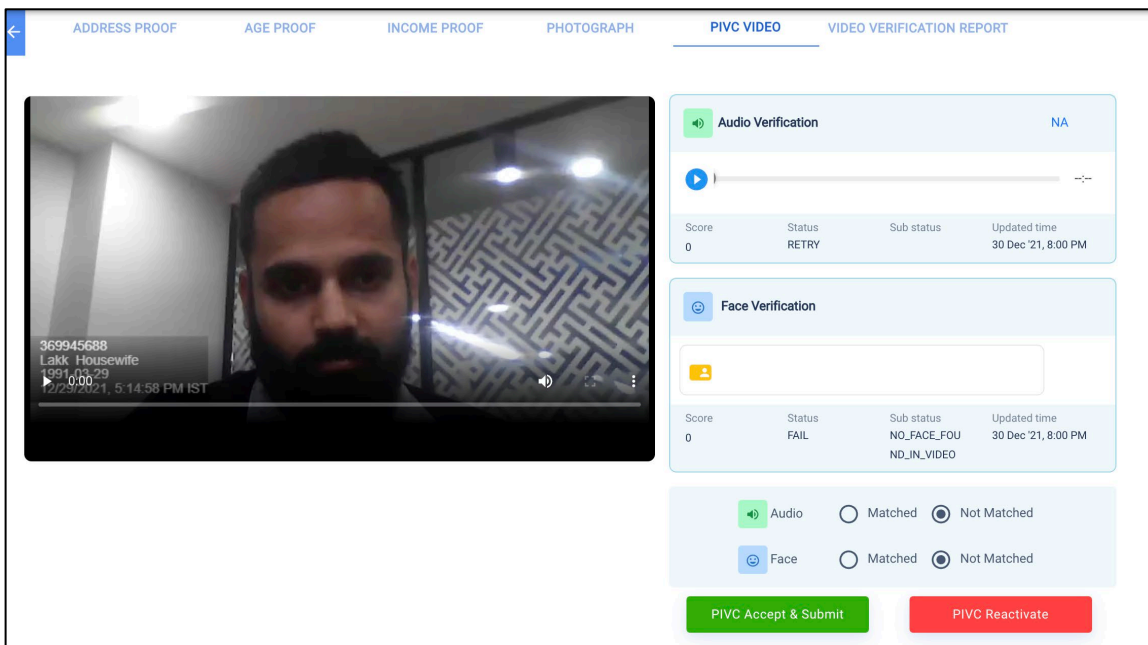 ADDRESS PROOF AGE PROOF INCOME PROOF PHOTOGRAPH PIVC VIDEO VIDEO VERIFICATION REPORT
369945688
Lakk Housewife
1991-03-29
0:00
12/29/2021, 5:14:58 PM IST
Audio Verification NA
--:--
Score Status Sub status Updated time
0 RETRY 30 Dec '21, 8:00 PM
Face Verification
Score Status Sub status Updated time
0 FAIL NO_FACE_FOU 30 Dec '21, 8:00 PM
ND_IN_VIDEO
Audio Matched Not Matched
Face Matched Not Matched
PIVC Accept & Submit PIVC Reactivate